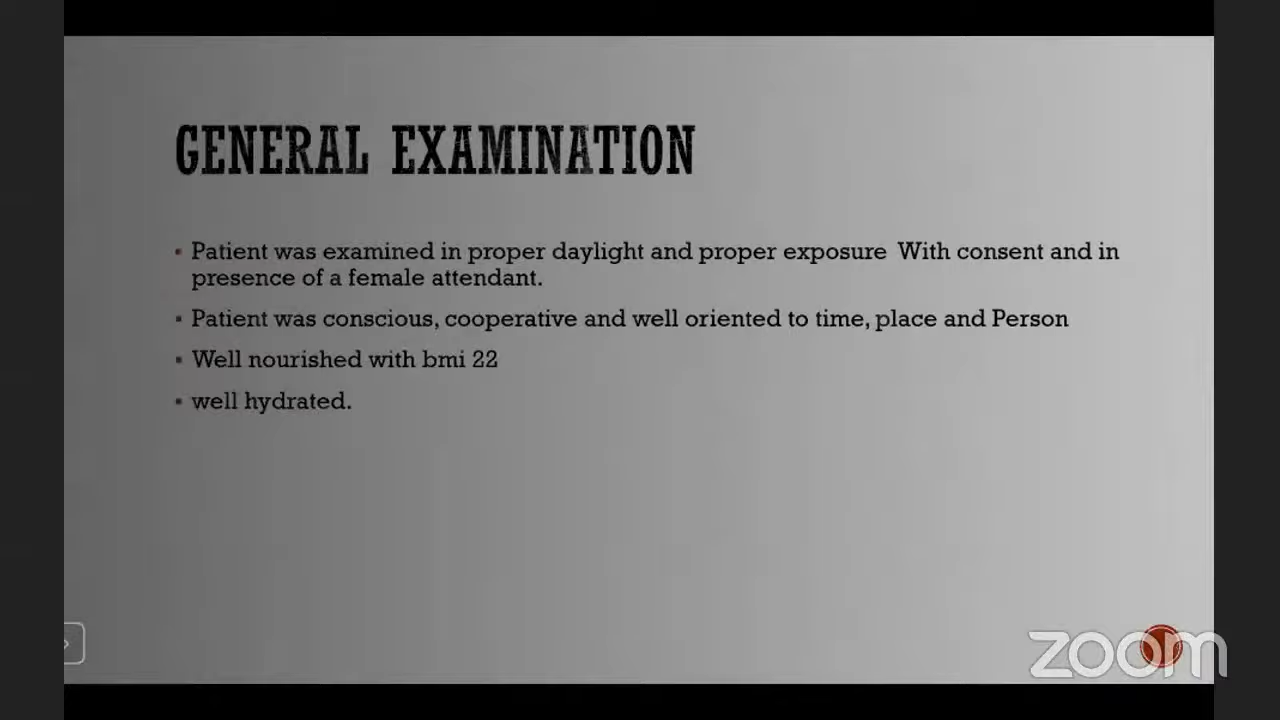 GENERAL EXAMINATION
Patient was examined in proper daylight and proper exposure With consent and in
presence of a female attendant.
Patient was conscious, cooperative and well oriented to time, place and Person
Well nourished with bmi 22
well hydrated.
zoom